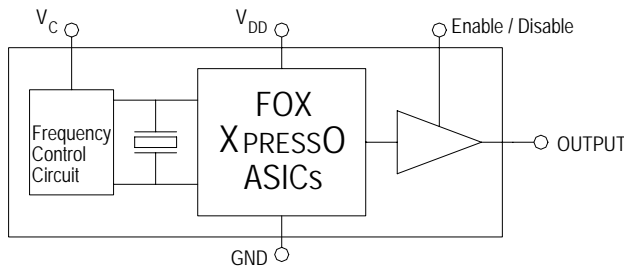 V_C
V_DD
Enable / Disable
Frequency
Control
Circuit
FOX
XPRESSO
ASICs
OUTPUT
GND